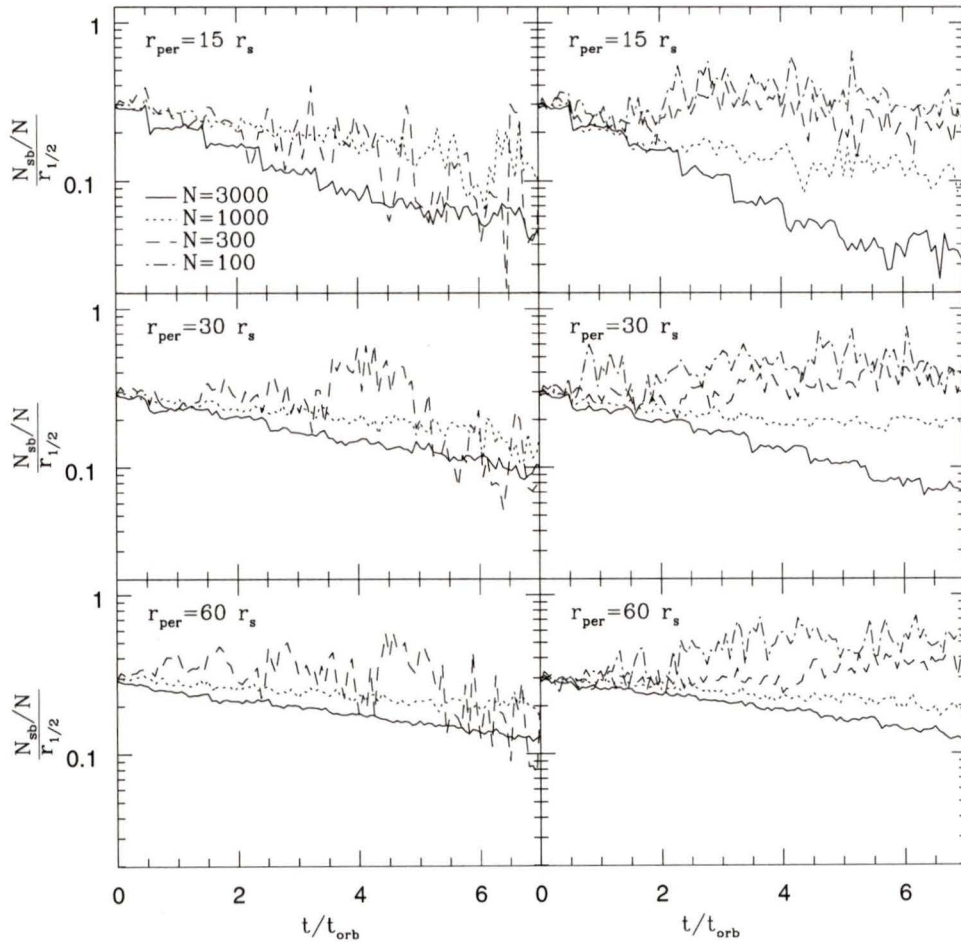 1
r_per=15 r_s
r_per=15 r_s
N_sb/N
r_1/2
0.1
N=3000
N=1000
N=300
N=100
1
r_per=30 r_s
r_per=30 r_s
N_sb/N
r_1/2
0.1
1
r_per=60 r_s
r_per=60 r_s
N_sb/N
r_1/2
0.1
0 2 4 6 0 2 4 6
t/t_orb t/t_orb